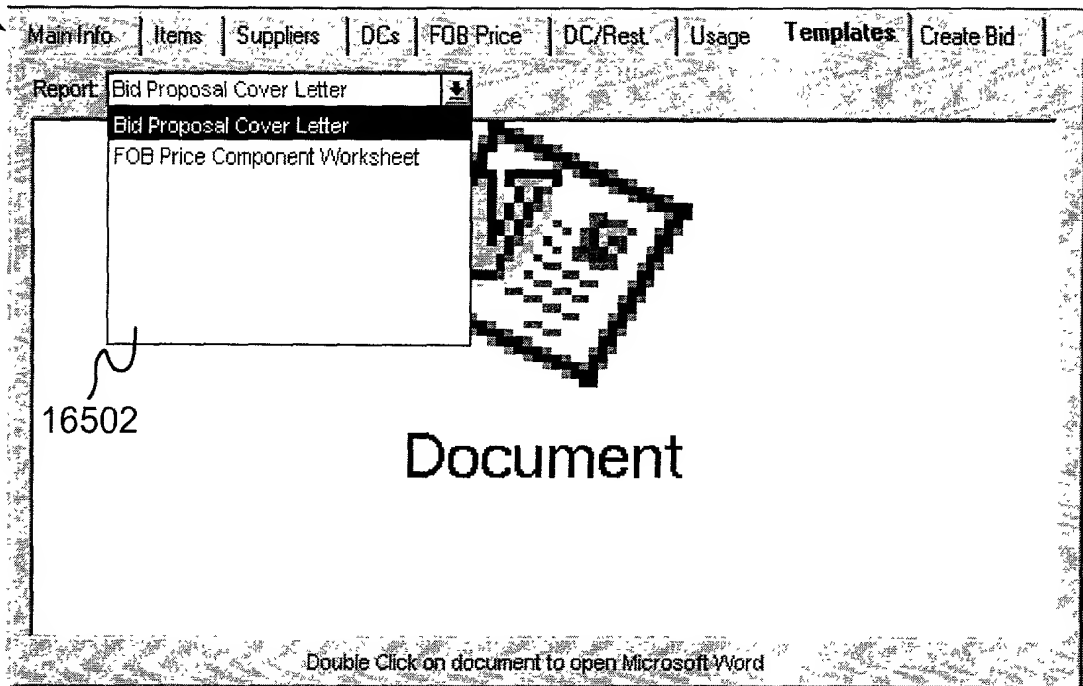 Main Info Items Suppliers DCs FOB Price DC/Rest. Usage Templates Create Bid
Report: Bid Proposal Cover Letter
Bid Proposal Cover Letter
FOB Price Component Worksheet
16502
Document
Double Click on document to open Microsoft Word